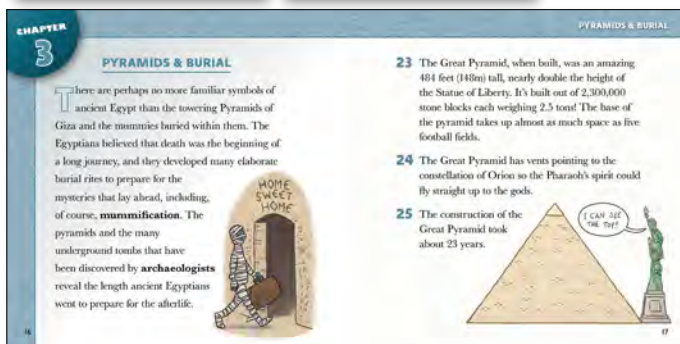 CHAPTER
3
PYRAMIDS & BURIAL
There are perhaps no more familiar symbols of
ancient Egypt than the towering Pyramids of
Giza and the mummies buried within them. The
Egyptians believed that death was the beginning of
a long journey, and they developed many elaborate
burial rites to prepare for the
mysteries that lay ahead, including,
of course, mummification. The
pyramids and the many
underground tombs that have
been discovered by archaeologists
reveal the length ancient Egyptians
went to prepare for the afterlife.
HOME
SWEET
HOME
16
PYRAMIDS & BURIAL
23 The Great Pyramid, when built, was an amazing
484 feet (148m) tall, nearly double the height of
the Statue of Liberty. It's built out of 2,300,000
stone blocks each weighing 2.5 tons! The base of
the pyramid takes up almost as much space as five
football fields.
24 The Great Pyramid has vents pointing to the
constellation of Orion so the Pharaoh's spirit could
fly straight up to the gods.
25 The construction of the
Great Pyramid took
about 23 years.
I CAN SEE
THE TOP!
17